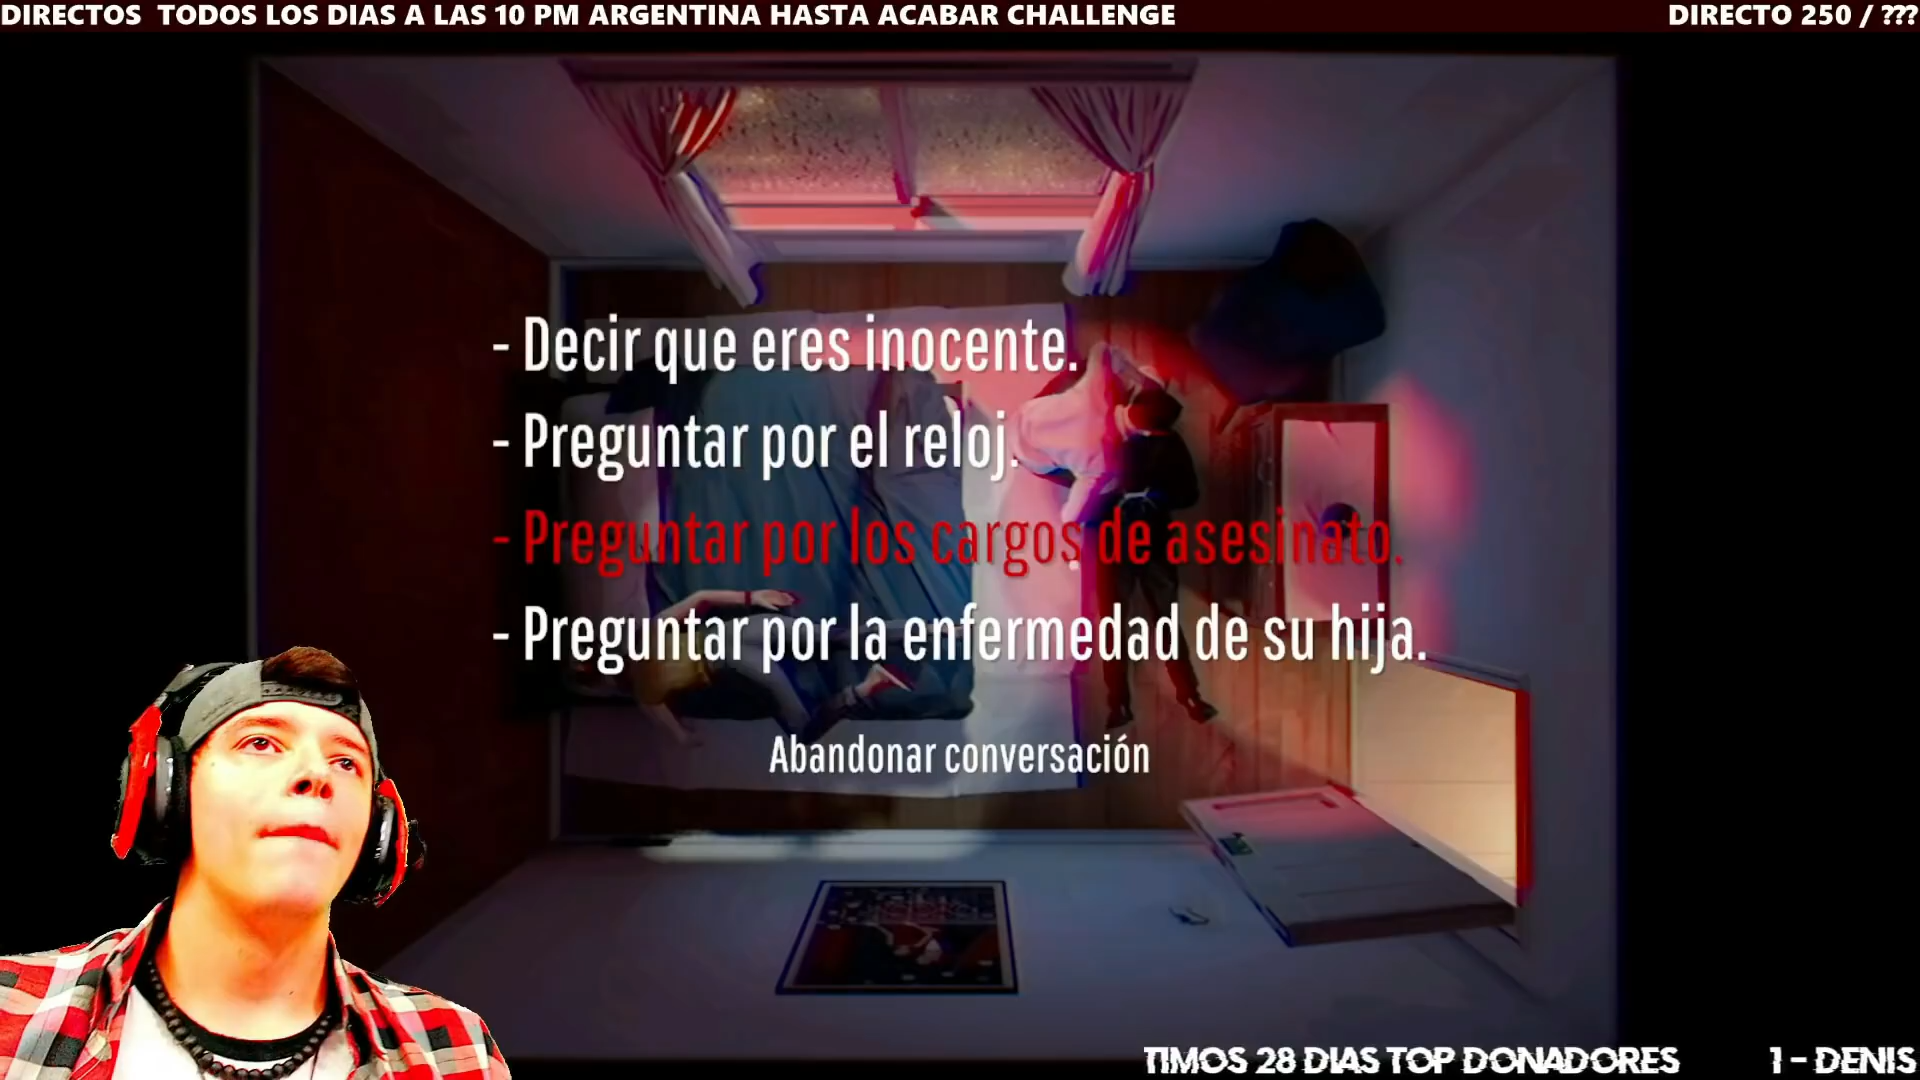 DIRECTOS TODOS LOS DIAS A LAS 10 PM ARGENTINA HASTA ACABAR CHALLENGE
DIRECTO 250 / ???
- Decir que eres inocente.
- Preguntar por el reloj.
- Preguntar por los cargos de asesinato.
- Preguntar por la enfermedad de su hija.
Abandonar conversación
TIMOS 28 DIAS TOP DONADORES
1 - DENIS